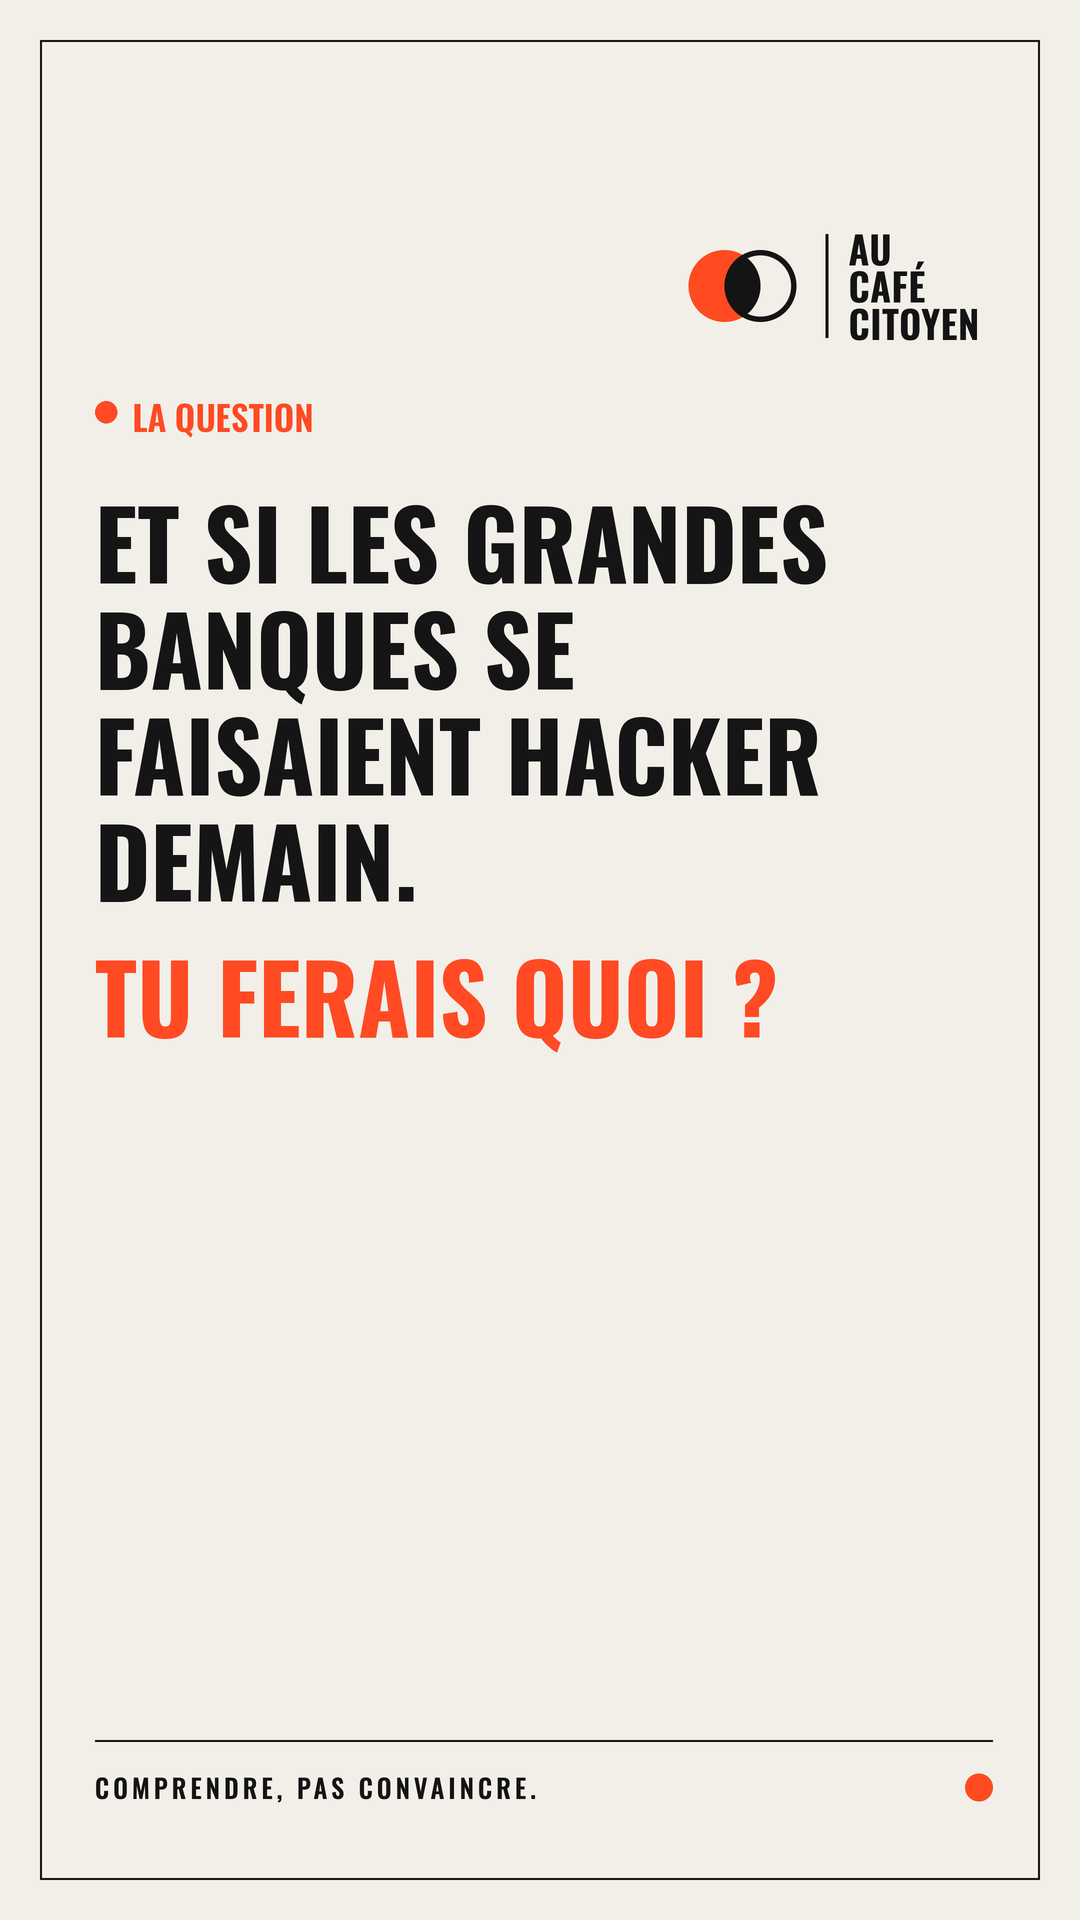 AU
CAFÉ
CITOYEN
LA QUESTION
ET SI LES GRANDES
BANQUES SE
FAISAIENT HACKER
DEMAIN.
TU FERAIS QUOI ?
COMPRENDRE, PAS CONVAINCRE.